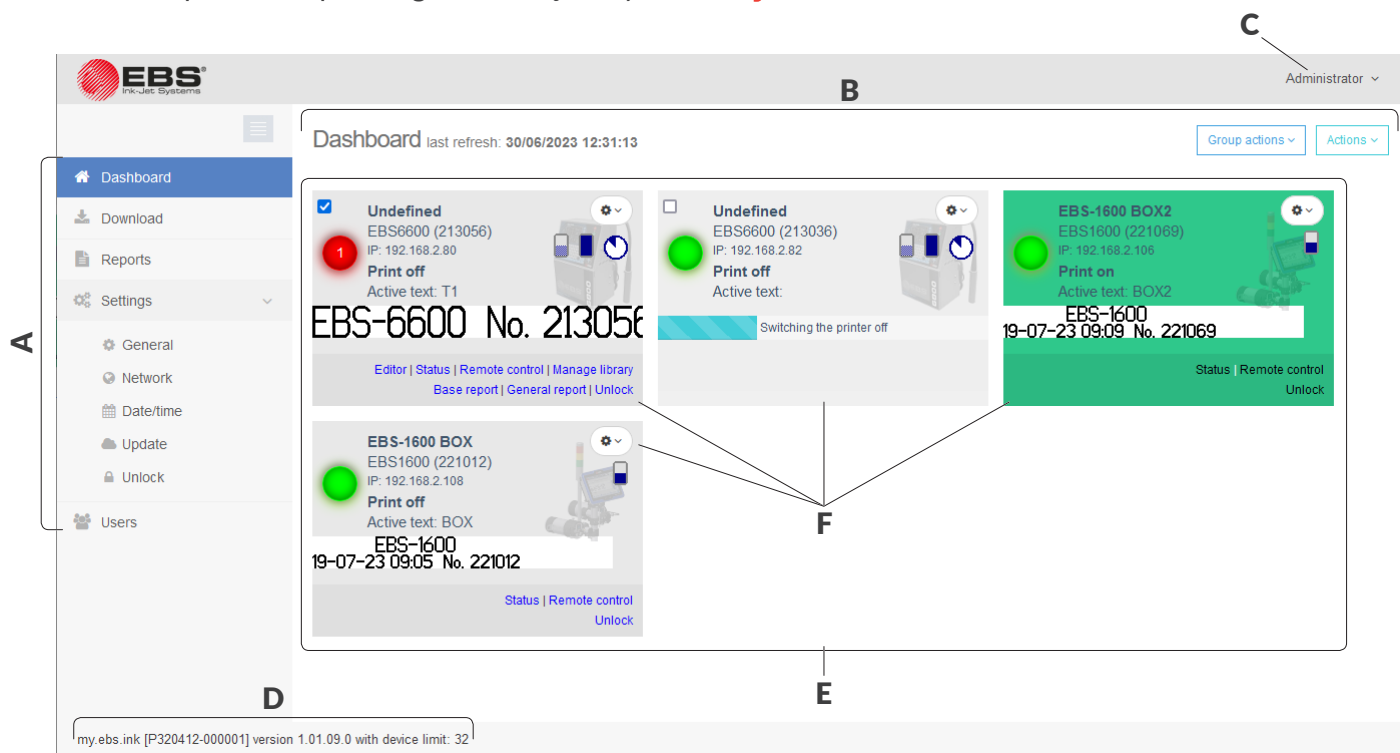 C
EBS®
Ink-Jet Systems
Administrator
B
Dashboard last refresh: 30/06/2023 12:31:13
Group actions
Actions
A
Dashboard
Download
Reports
Settings
General
Network
Date/time
Update
Unlock
Users
Undefined
EBS6600 (213056)
1
IP: 192.168.2.80
Print off
Active text: T1
EBS-6600 No. 213056
Editor | Status | Remote control | Manage library
Base report | General report | Unlock
Undefined
EBS6600 (213036)
IP: 192.168.2.82
Print off
Active text:
Switching the printer off
EBS-1600 BOX2
EBS1600 (221069)
IP: 192.168.2.106
Print on
Active text: BOX2
EBS-1600
19-07-23 09:09 No. 221069
Status | Remote control
Unlock
EBS-1600 BOX
EBS1600 (221012)
IP: 192.168.2.108
Print off
Active text: BOX
EBS-1600
19-07-23 09:05 No. 221012
Status | Remote control
Unlock
F
E
D
my.ebs.ink [P320412-000001] version 1.01.09.0 with device limit: 32